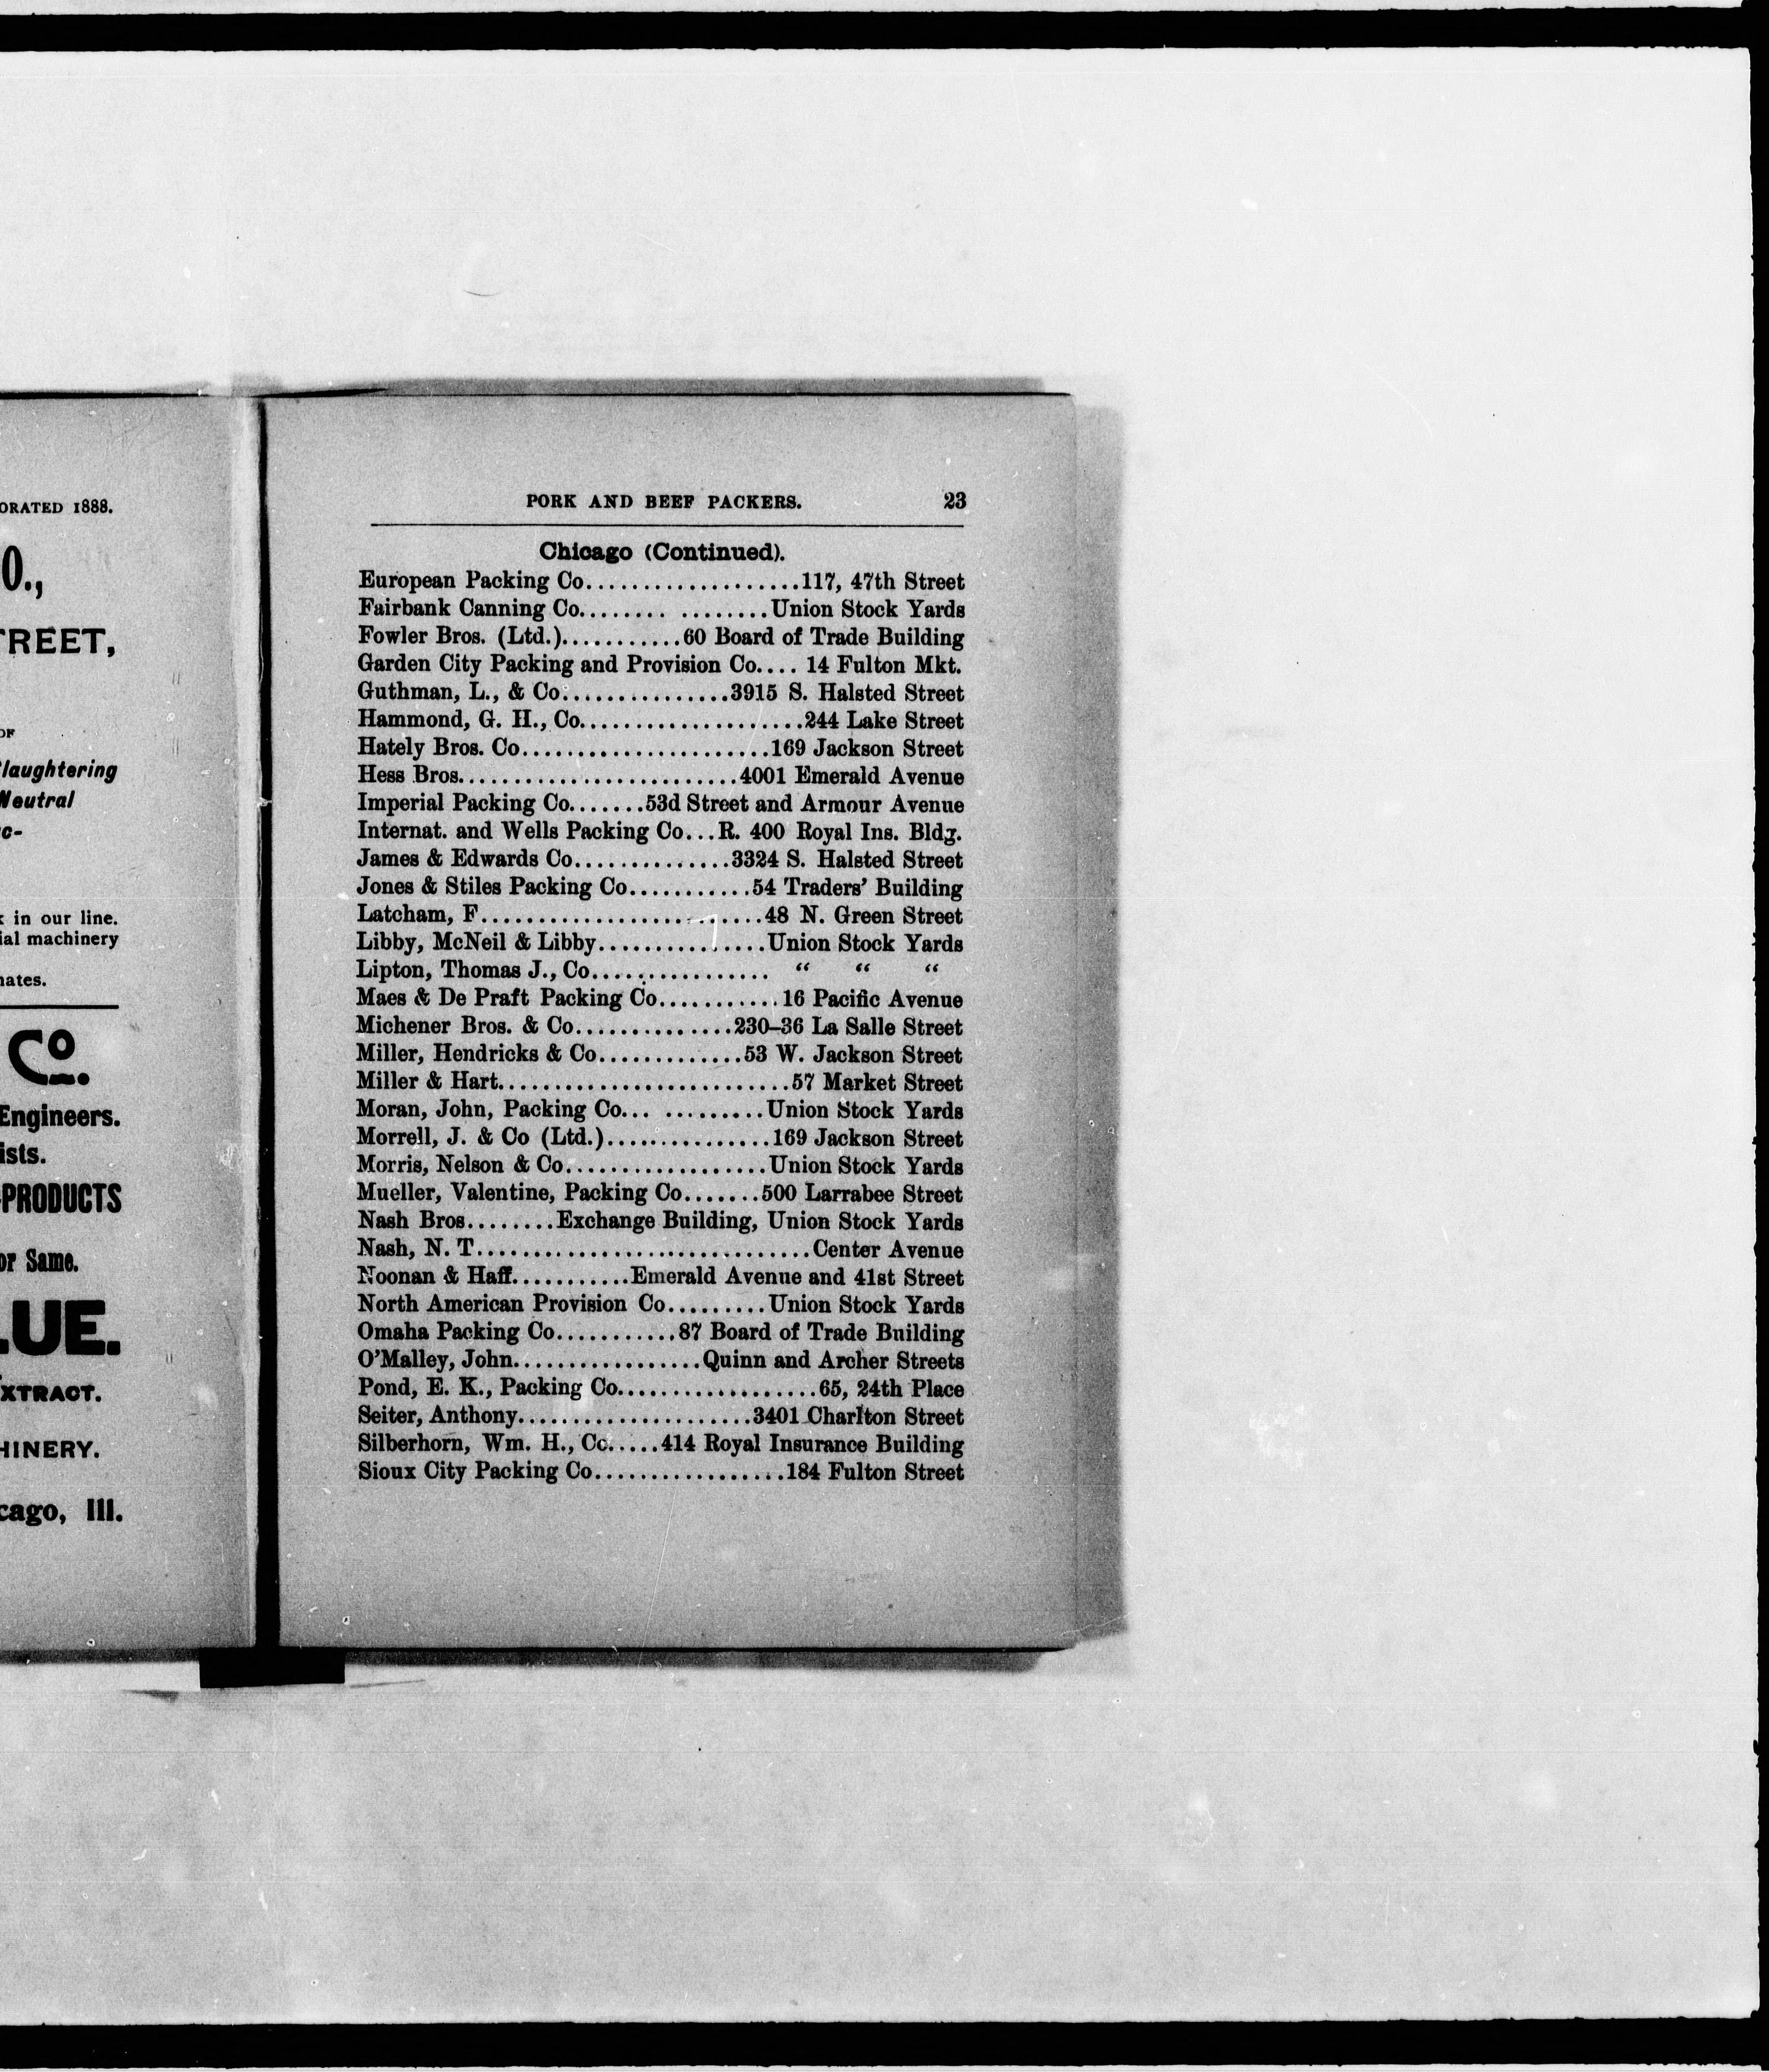 ORATED 1888.
O.,
TREET,
OF
Slaughtering
Neutral
c-
k in our line.
ial machinery
nates.
Co.
Engineers.
ists.
-PRODUCTS
or Same.
LUE.
EXTRACT.
HINERY.
cago, Ill.
PORK AND BEEF PACKERS. 23
Chicago (Continued).
European Packing Co...................117, 47th Street
Fairbank Canning Co........ ........Union Stock Yards
Fowler Bros. (Ltd.)...........60 Board of Trade Building
Garden City Packing and Provision Co.... 14 Fulton Mkt.
Guthman, L., & Co...............3915 S. Halsted Street
Hammond, G. H., Co....................244 Lake Street
Hately Bros. Co......................169 Jackson Street
Hess Bros.........................4001 Emerald Avenue
Imperial Packing Co.......53d Street and Armour Avenue
Internat. and Wells Packing Co...R. 400 Royal Ins. Bldg.
James & Edwards Co..............3324 S. Halsted Street
Jones & Stiles Packing Co...........54 Traders' Building
Latcham, F.........................48 N. Green Street
Libby, McNeil & Libby...............Union Stock Yards
Lipton, Thomas J., Co................ “ “ “
Maes & De Praft Packing Co...........16 Pacific Avenue
Michener Bros. & Co..............230–36 La Salle Street
Miller, Hendricks & Co.............53 W. Jackson Street
Miller & Hart..........................57 Market Street
Moran, John, Packing Co... .........Union Stock Yards
Morrell, J. & Co (Ltd.)...............169 Jackson Street
Morris, Nelson & Co..................Union Stock Yards
Mueller, Valentine, Packing Co.......500 Larrabee Street
Nash Bros........Exchange Building, Union Stock Yards
Nash, N. T..............................Center Avenue
Noonan & Haff...........Emerald Avenue and 41st Street
North American Provision Co.........Union Stock Yards
Omaha Packing Co...........87 Board of Trade Building
O'Malley, John.................Quinn and Archer Streets
Pond, E. K., Packing Co..................65, 24th Place
Seiter, Anthony.....................3401 Charlton Street
Silberhorn, Wm. H., Co.....414 Royal Insurance Building
Sioux City Packing Co.................184 Fulton Street